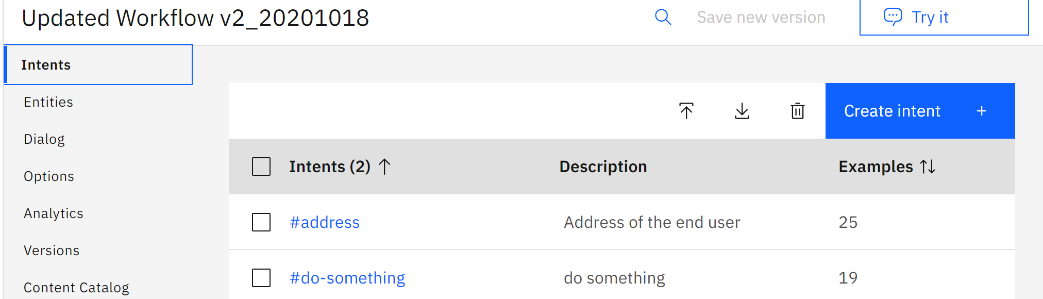 Updated Workflow v2_20201018
Save new version
Try it
Intents
Entities
Dialog
Options
Analytics
Versions
Content Catalog
Create intent +
Intents (2) Description Examples
#address Address of the end user 25
#do-something do something 19